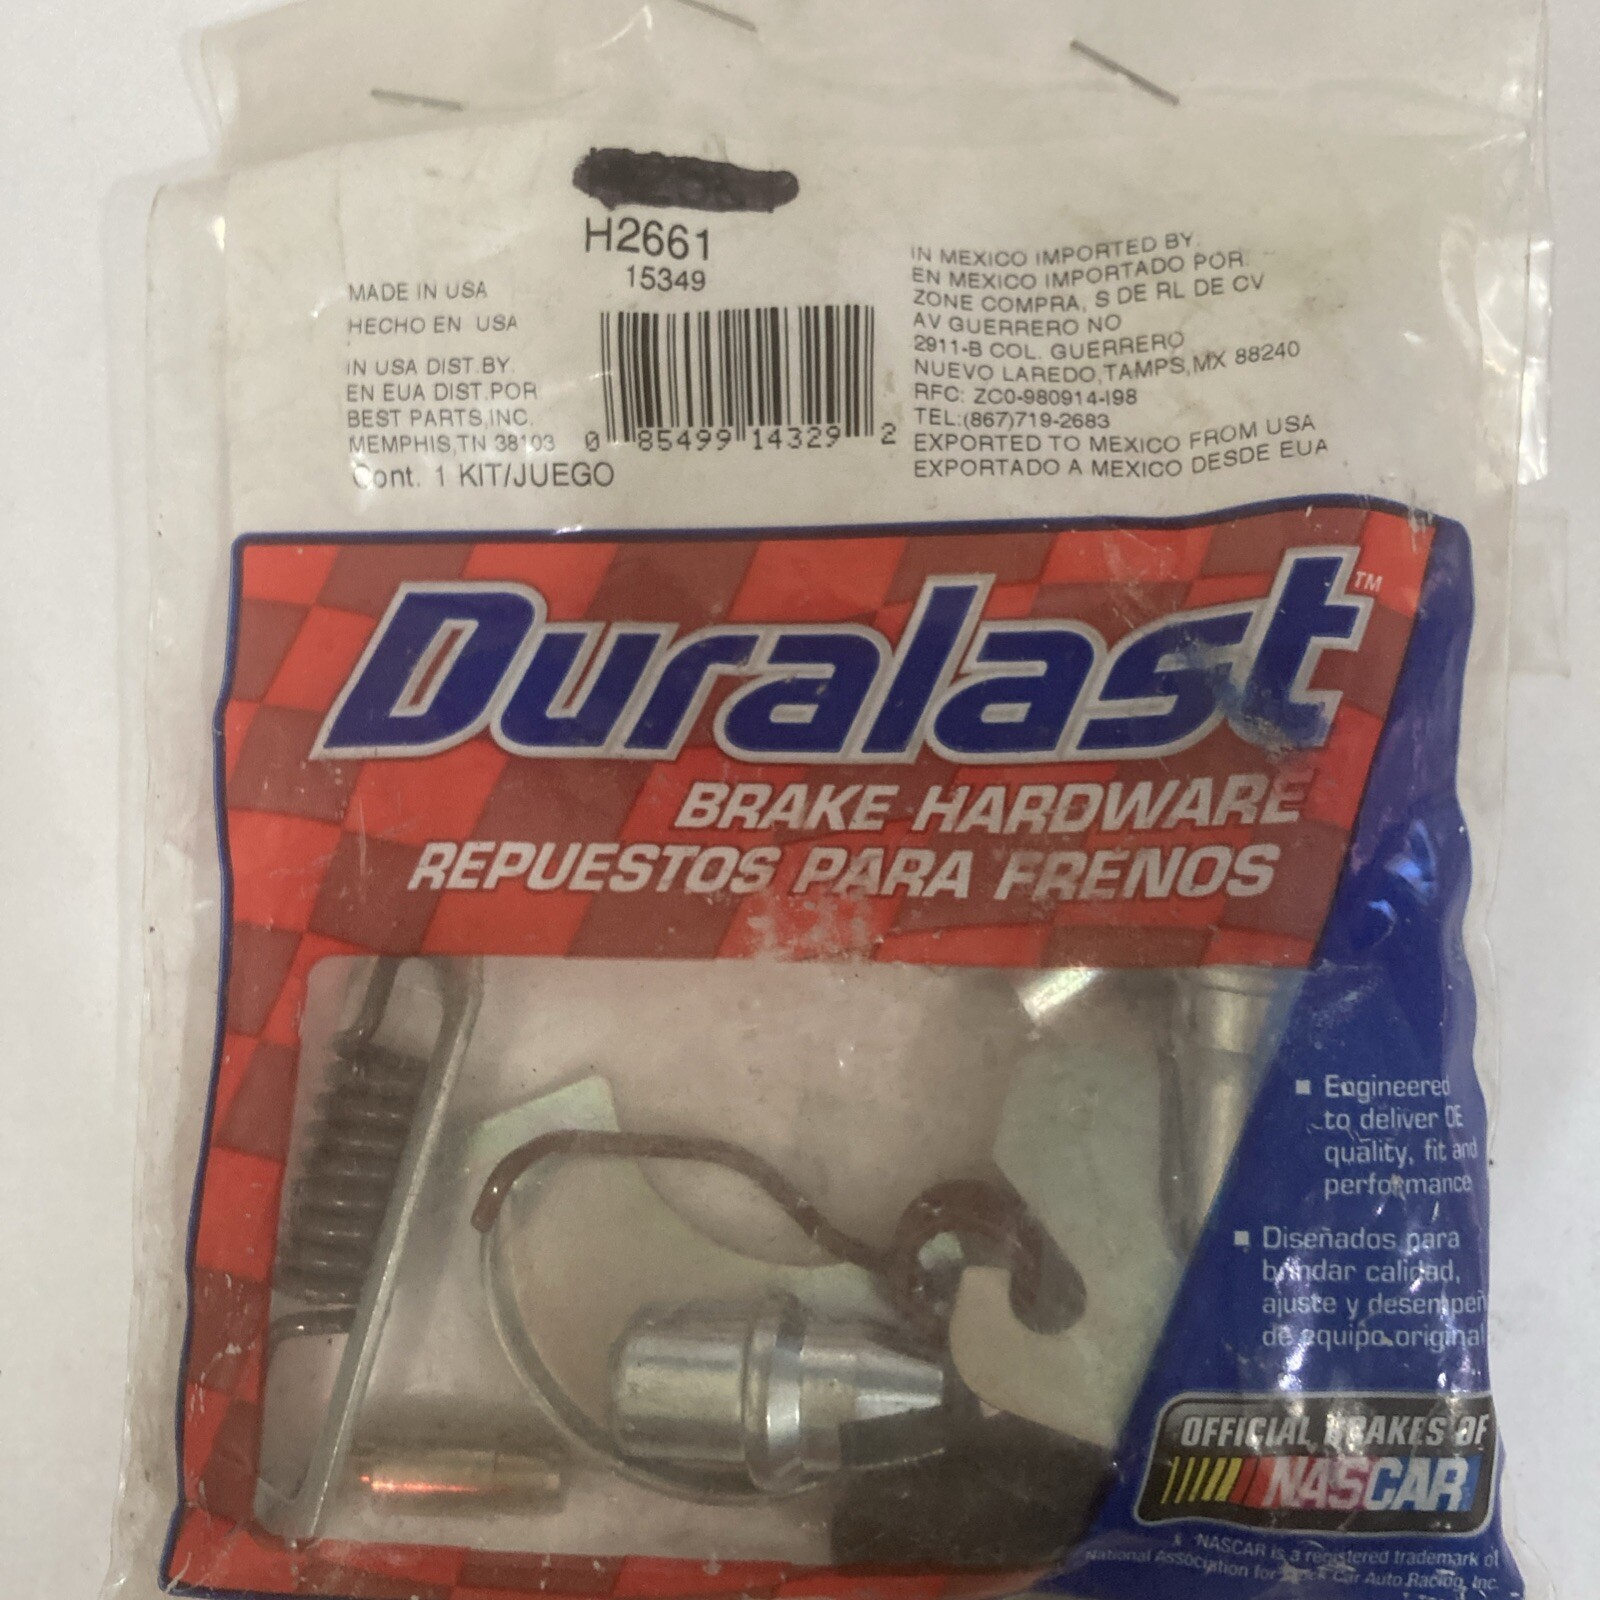 H2661
15349
MADE IN USA
HECHO EN USA
IN USA DIST.BY.
EN EUA DIST.POR
BEST PARTS,INC.
MEMPHIS,TN 38103
Cont. 1 KIT/JUEGO
0 85499 14329 2
IN MEXICO IMPORTED BY:
EN MEXICO IMPORTADO POR:
ZONE COMPRA, S DE RL DE CV
AV GUERRERO NO
2911-B COL. GUERRERO
NUEVO LAREDO,TAMPS,MX 88240
RFC: ZC0-980914-I98
TEL:(867)719-2683
EXPORTED TO MEXICO FROM USA
EXPORTADO A MEXICO DESDE EUA
Duralast™
BRAKE HARDWARE
REPUESTOS PARA FRENOS
■ Engineered
to deliver OE
quality, fit and
performance
■ Diseñados para
brindar calidad,
ajuste y desempeñ
de equipo original
OFFICIAL BRAKES OF
NASCAR
NASCAR is a registered trademark of
National Association for Stock Car Auto Racing, Inc.